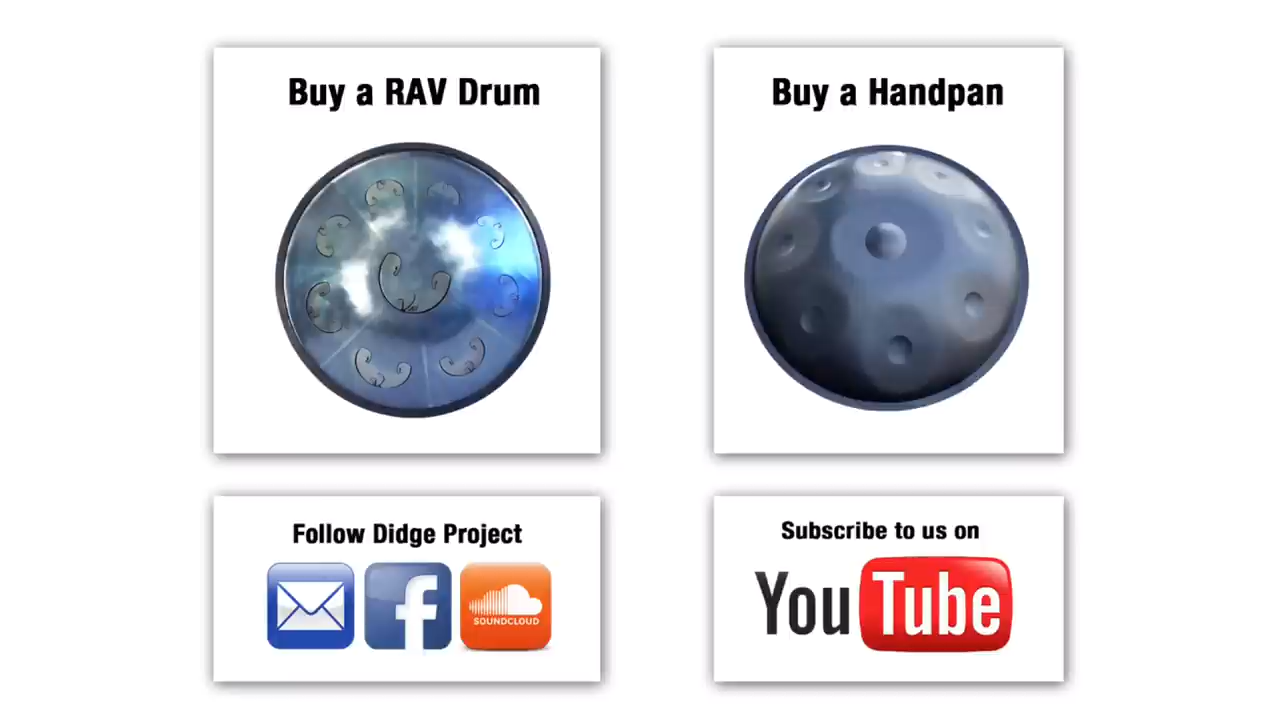 Buy a RAV Drum
Buy a Handpan
Follow Didge Project
SOUNDCLOUD
Subscribe to us on
YouTube